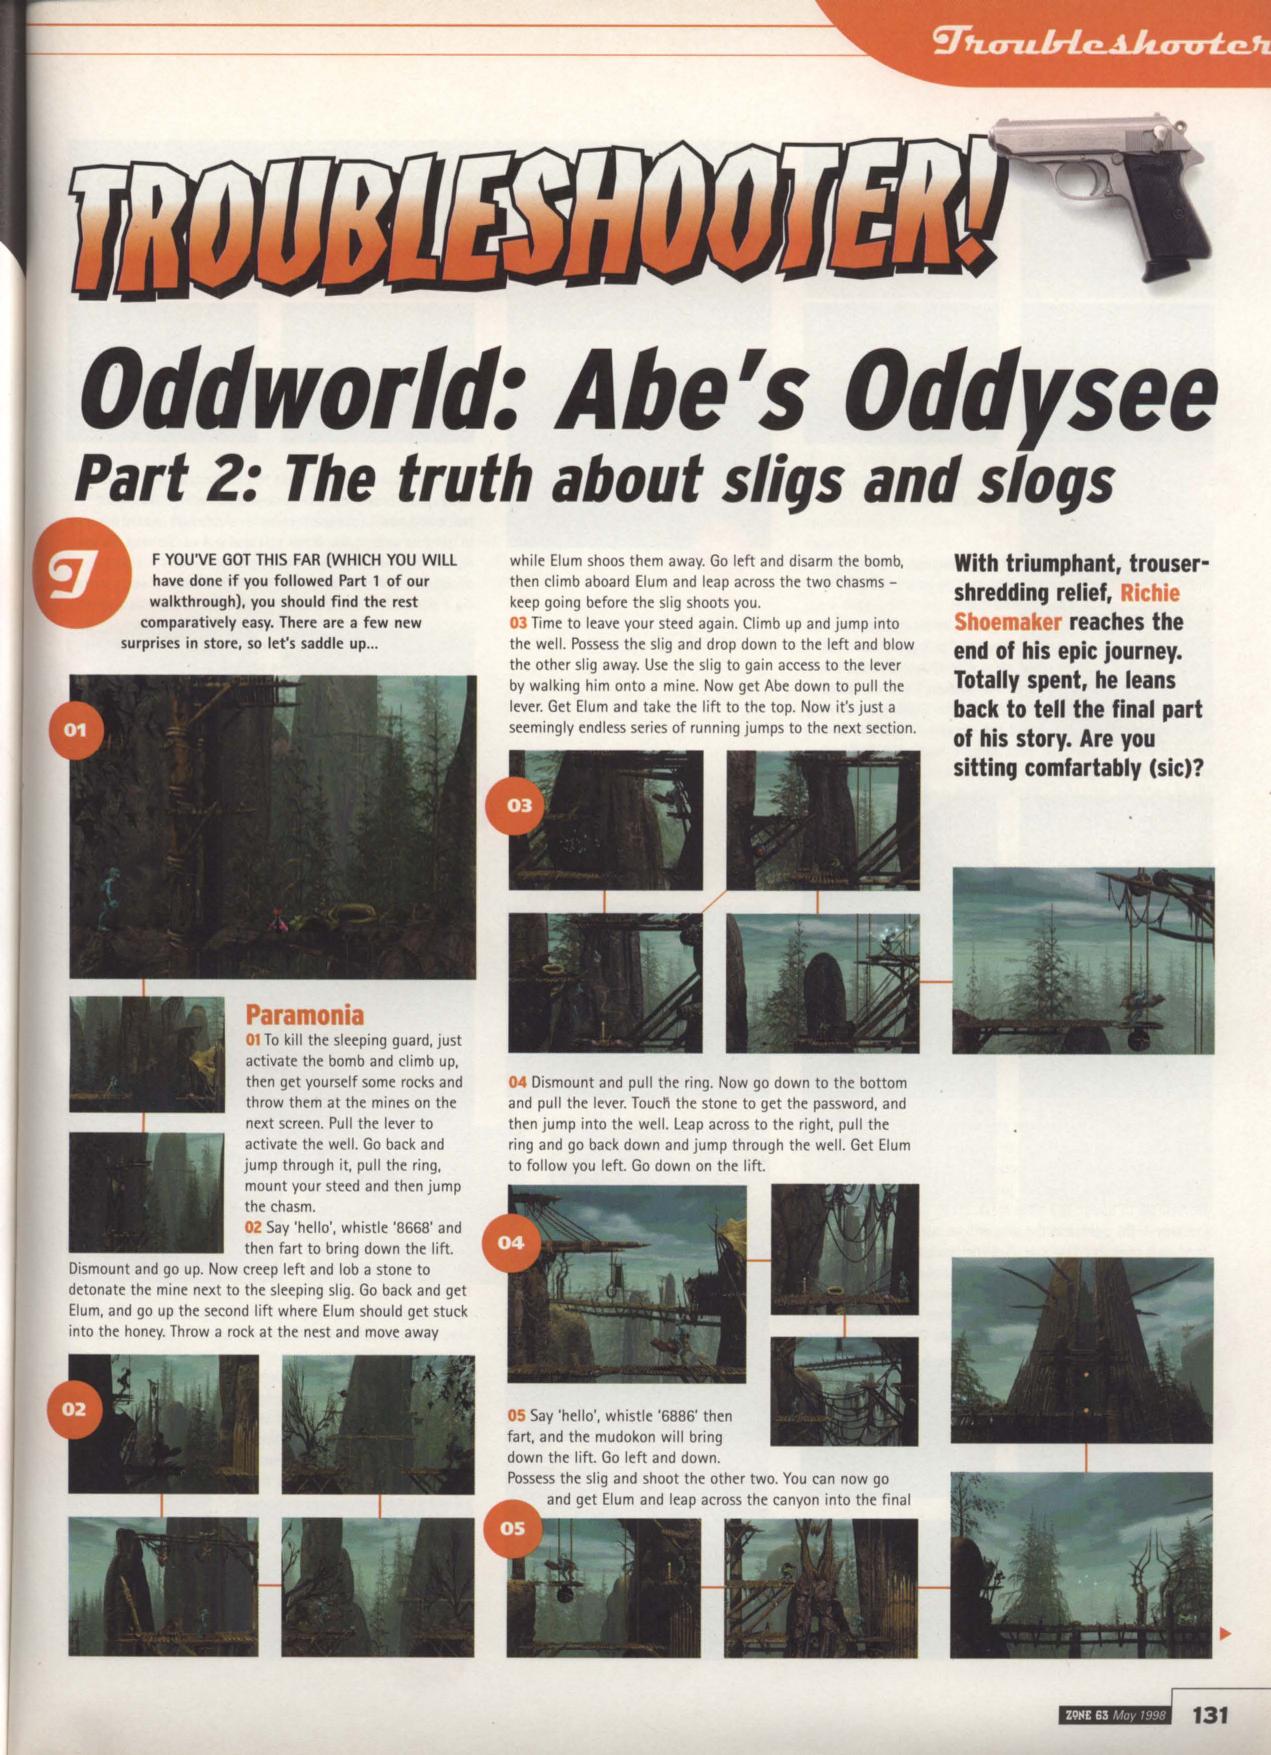 Troubleshooter
TROUBLESHOOTER!
Oddworld: Abe's Oddysee
Part 2: The truth about sligs and slogs
I
F YOU'VE GOT THIS FAR (WHICH YOU WILL
have done if you followed Part 1 of our
walkthrough), you should find the rest
comparatively easy. There are a few new
surprises in store, so let's saddle up...
01
Paramonia
01 To kill the sleeping guard, just
activate the bomb and climb up,
then get yourself some rocks and
throw them at the mines on the
next screen. Pull the lever to
activate the well. Go back and
jump through it, pull the ring,
mount your steed and then jump
the chasm.
02 Say 'hello', whistle '8668' and
then fart to bring down the lift.
Dismount and go up. Now creep left and lob a stone to
detonate the mine next to the sleeping slig. Go back and get
Elum, and go up the second lift where Elum should get stuck
into the honey. Throw a rock at the nest and move away
02
while Elum shoos them away. Go left and disarm the bomb,
then climb aboard Elum and leap across the two chasms –
keep going before the slig shoots you.
03 Time to leave your steed again. Climb up and jump into
the well. Possess the slig and drop down to the left and blow
the other slig away. Use the slig to gain access to the lever
by walking him onto a mine. Now get Abe down to pull the
lever. Get Elum and take the lift to the top. Now it's just a
seemingly endless series of running jumps to the next section.
03
04 Dismount and pull the ring. Now go down to the bottom
and pull the lever. Touch the stone to get the password, and
then jump into the well. Leap across to the right, pull the
ring and go back down and jump through the well. Get Elum
to follow you left. Go down on the lift.
04
05 Say 'hello', whistle '6886' then
fart, and the mudokon will bring
down the lift. Go left and down.
Possess the slig and shoot the other two. You can now go
and get Elum and leap across the canyon into the final
05
With triumphant, trouser-
shredding relief, Richie
Shoemaker reaches the
end of his epic journey.
Totally spent, he leans
back to tell the final part
of his story. Are you
sitting comfartably (sic)?
ZONE 63 May 1998 131